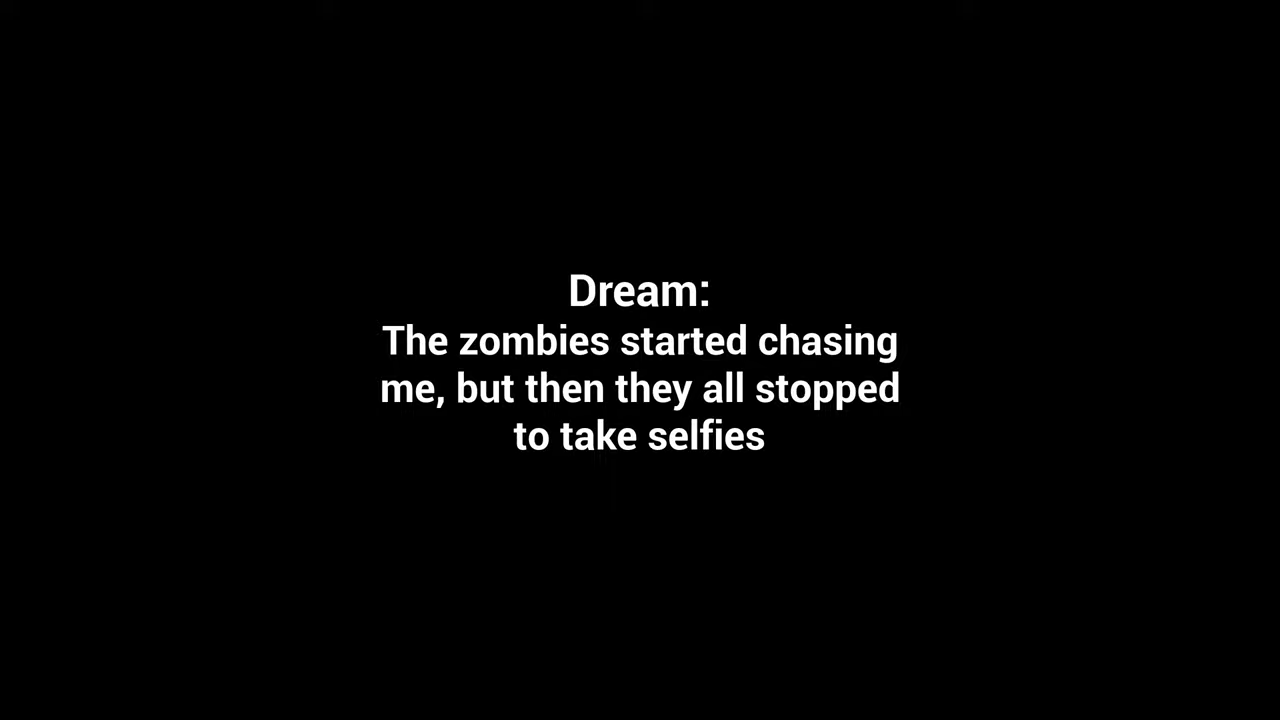 Dream:
The zombies started chasing
me, but then they all stopped
to take selfies